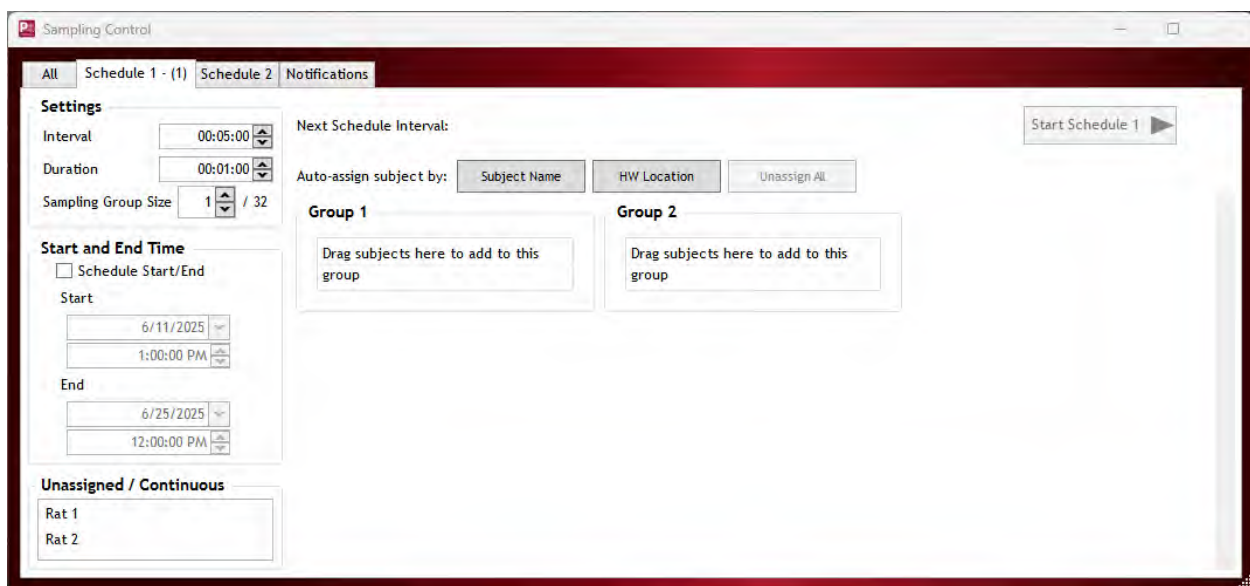 Sampling Control
All
Schedule 1 - (1)
Schedule 2
Notifications
Settings
Interval 00:05:00
Duration 00:01:00
Sampling Group Size 1 / 32
Start and End Time
Schedule Start/End
Start
6/11/2025
1:00:00 PM
End
6/25/2025
12:00:00 PM
Unassigned / Continuous
Rat 1
Rat 2
Next Schedule Interval:
Start Schedule 1
Auto-assign subject by: Subject Name HW Location Unassign All
Group 1
Drag subjects here to add to this
group
Group 2
Drag subjects here to add to this
group